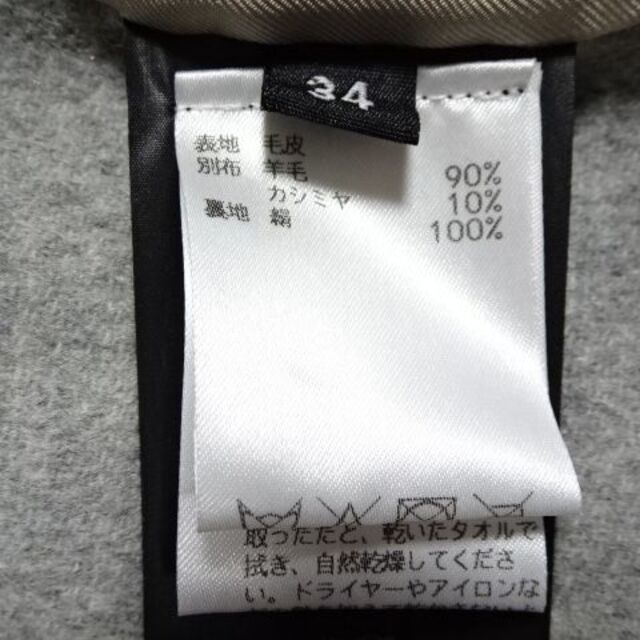 34
表地 毛皮
別布 羊毛 90%
カシミヤ 10%
裏地 絹 100%
取ったあと、乾いたタオルで
拭き、自然乾燥してくださ
い。ドライヤーやアイロンな